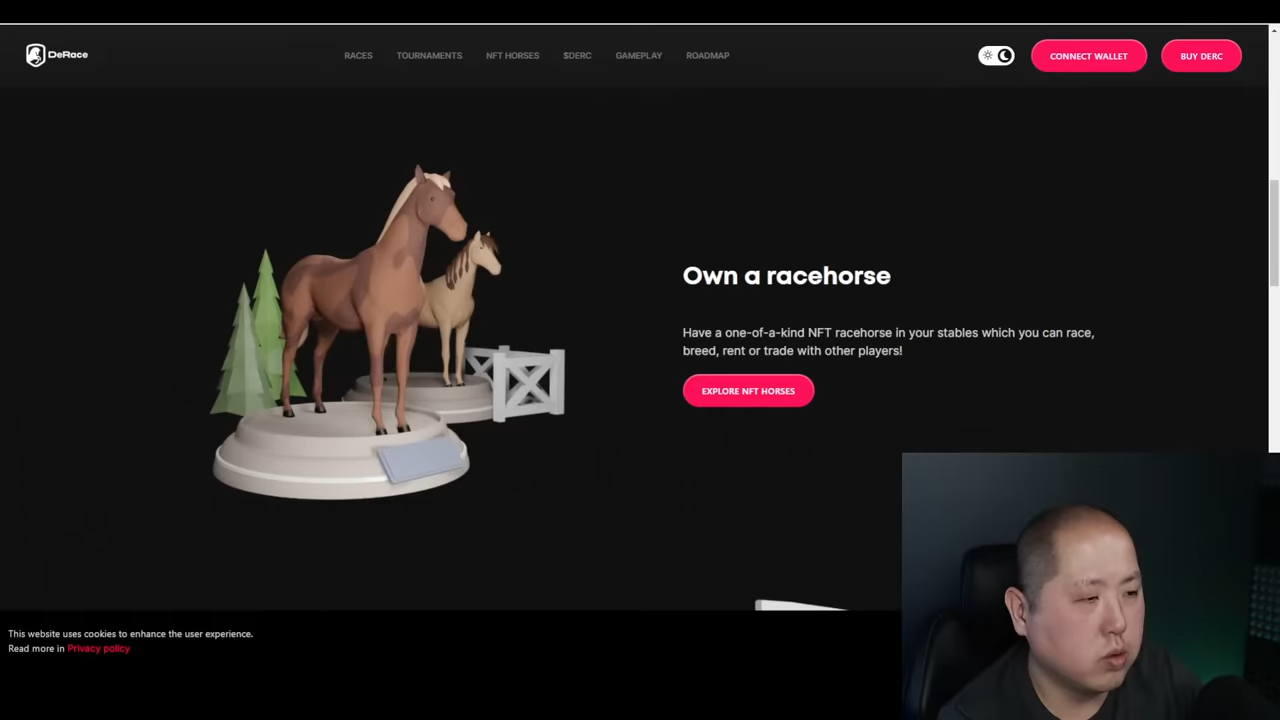 DeRace
RACES
TOURNAMENTS
NFT HORSES
$DERC
GAMEPLAY
ROADMAP
CONNECT WALLET
BUY DERC
Own a racehorse
Have a one-of-a-kind NFT racehorse in your stables which you can race,
breed, rent or trade with other players!
EXPLORE NFT HORSES
This website uses cookies to enhance the user experience.
Read more in Privacy policy